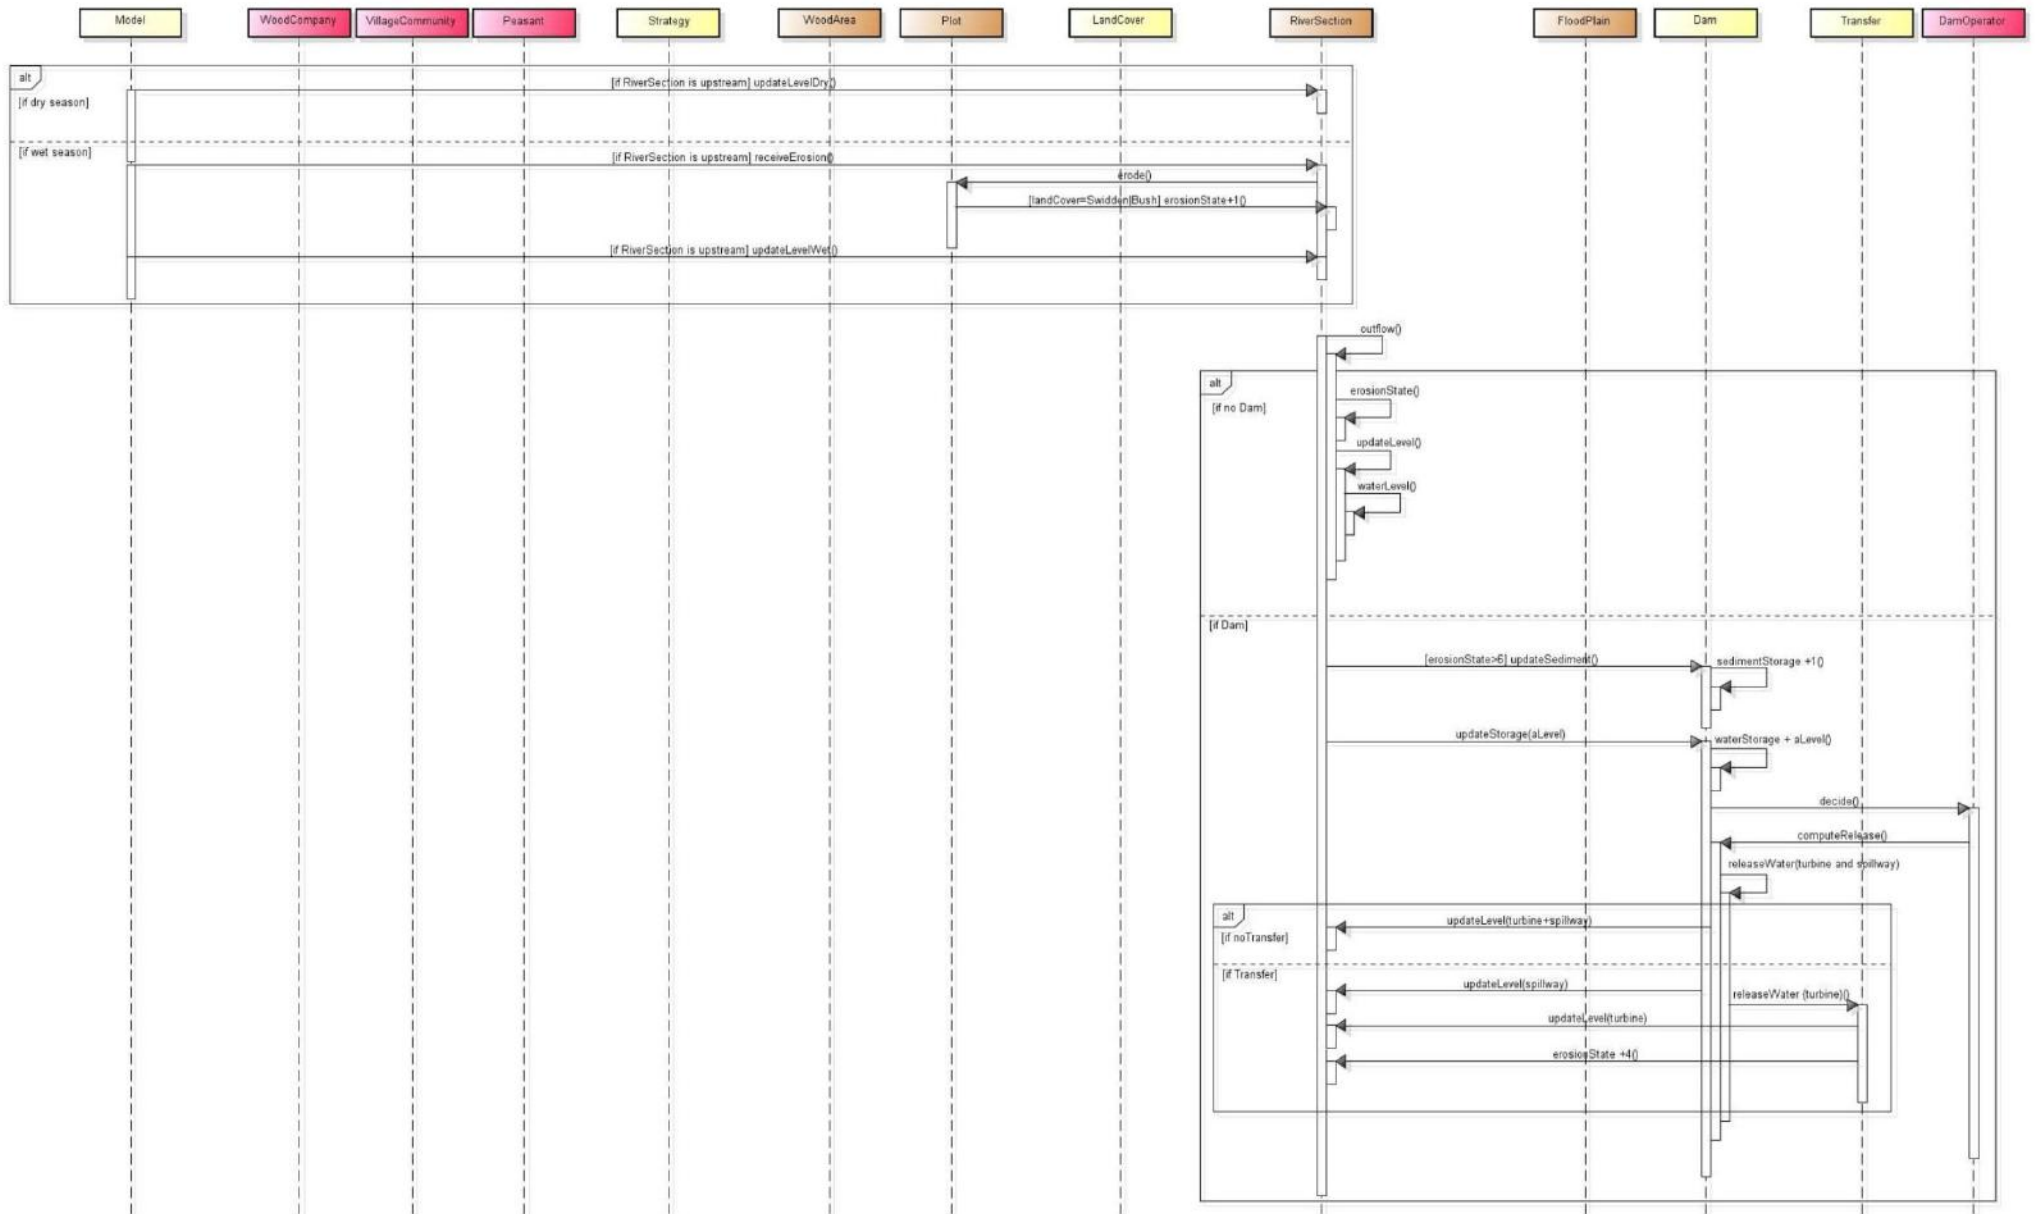 Model
WoodCompany
VillageCommunity
Peasant
Strategy
WoodArea
Plot
LandCover
RiverSection
FloodPlain
Dam
Transfer
DamOperator
alt
[if RiverSection is upstream] updateLevelDry()
[if dry season]
[if wet season]
[if RiverSection is upstream] receiveErosion()
erode()
[landCover=Swidden|Bush] erosionState+1()
[if RiverSection is upstream] updateLevelWet()
outflow()
alt
[if no Dam]
erosionState()
updateLevel()
waterLevel()
[if Dam]
[erosionState>6] updateSediment()
sedimentStorage +1()
updateStorage(aLevel)
waterStorage + aLevel()
decide()
computeRelease()
releaseWater(turbine and spillway)
alt
updateLevel(turbine+spillway)
[if noTransfer]
[if Transfer]
updateLevel(spillway)
releaseWater (turbine)()
updateLevel(turbine)
erosionState +4()